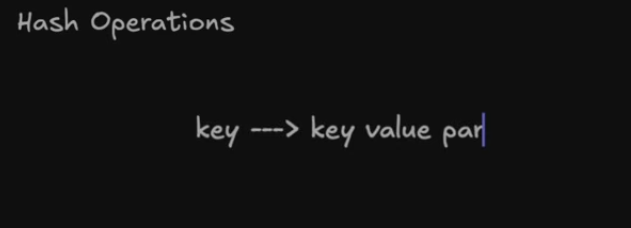 Hash Operations
key ---> key value par